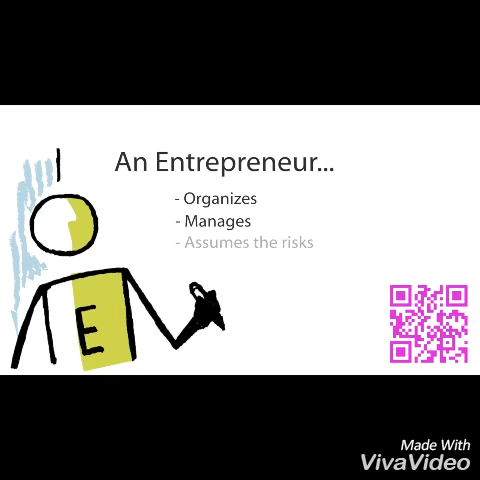 An Entrepreneur...
- Organizes
- Manages
- Assumes the risks
E
Made With
VivaVideo